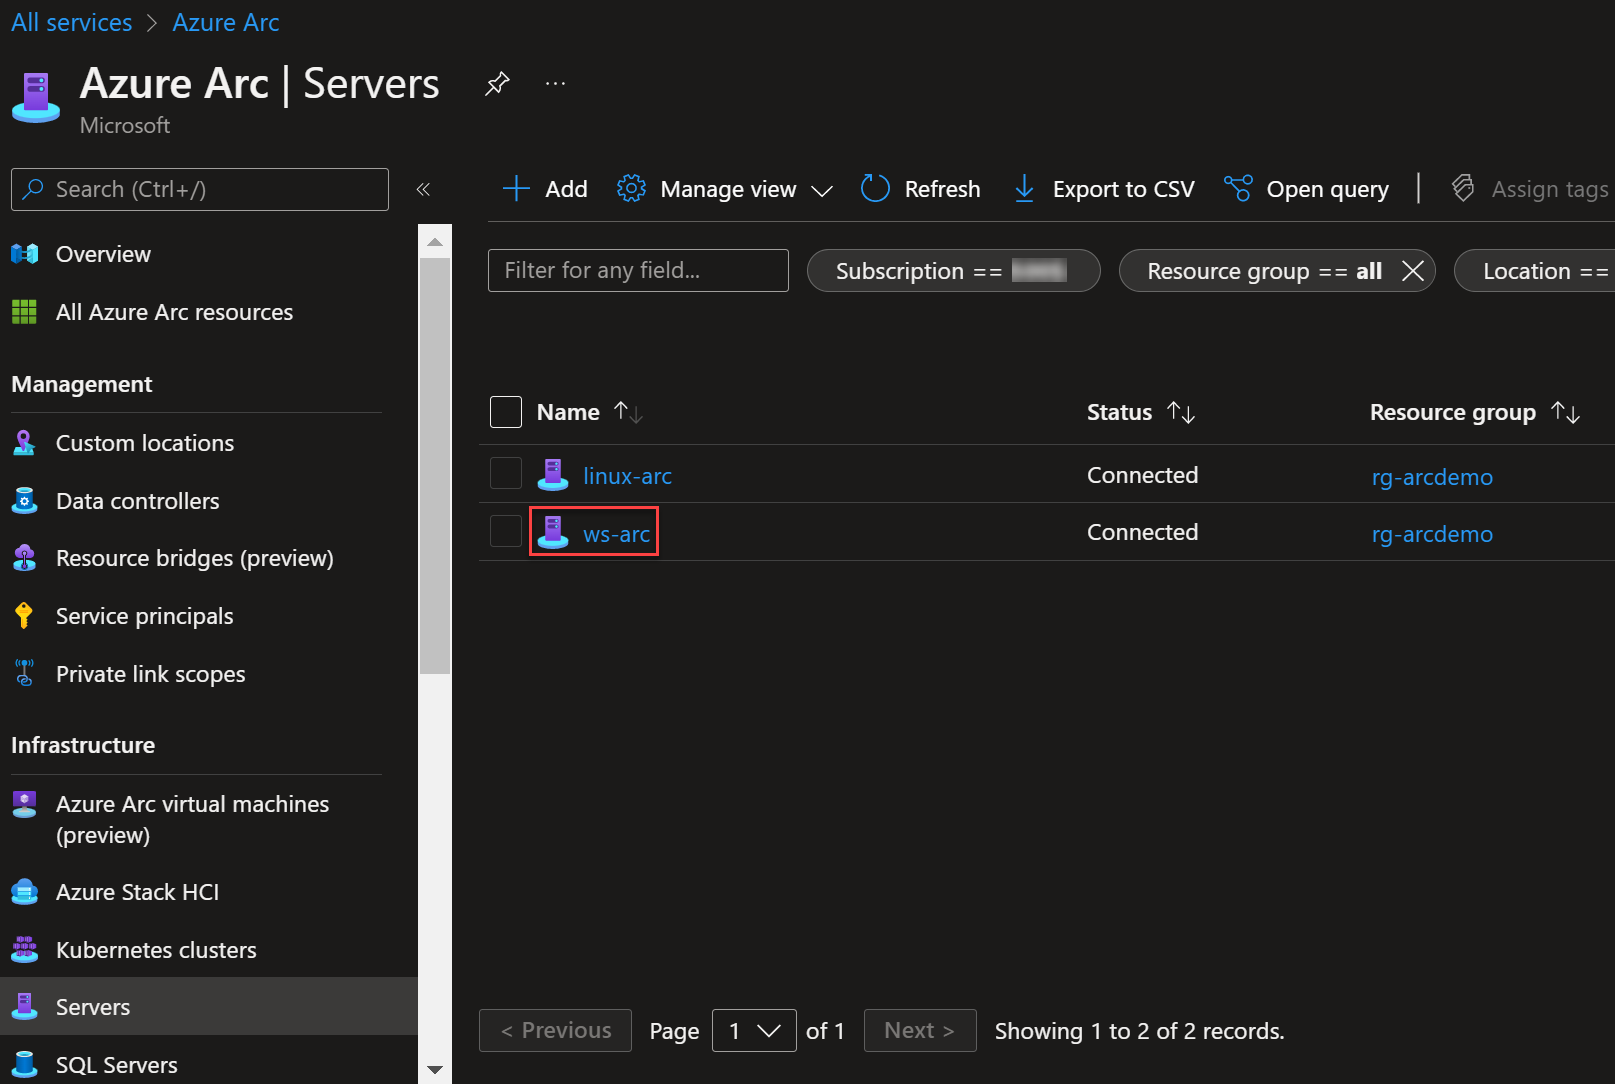 All services > Azure Arc
Azure Arc | Servers
...
Microsoft
Search (Ctrl+/)
«
Overview
All Azure Arc resources
Management
Custom locations
Data controllers
Resource bridges (preview)
Service principals
Private link scopes
Infrastructure
Azure Arc virtual machines
(preview)
Azure Stack HCI
Kubernetes clusters
Servers
SQL Servers
Add Manage view Refresh Export to CSV Open query | Assign tags
Filter for any field... Subscription == Resource group == all Location ==
Name ↑↓ Status ↑↓ Resource group ↑↓
linux-arc Connected rg-arcdemo
ws-arc Connected rg-arcdemo
< Previous Page 1 of 1 Next > Showing 1 to 2 of 2 records.